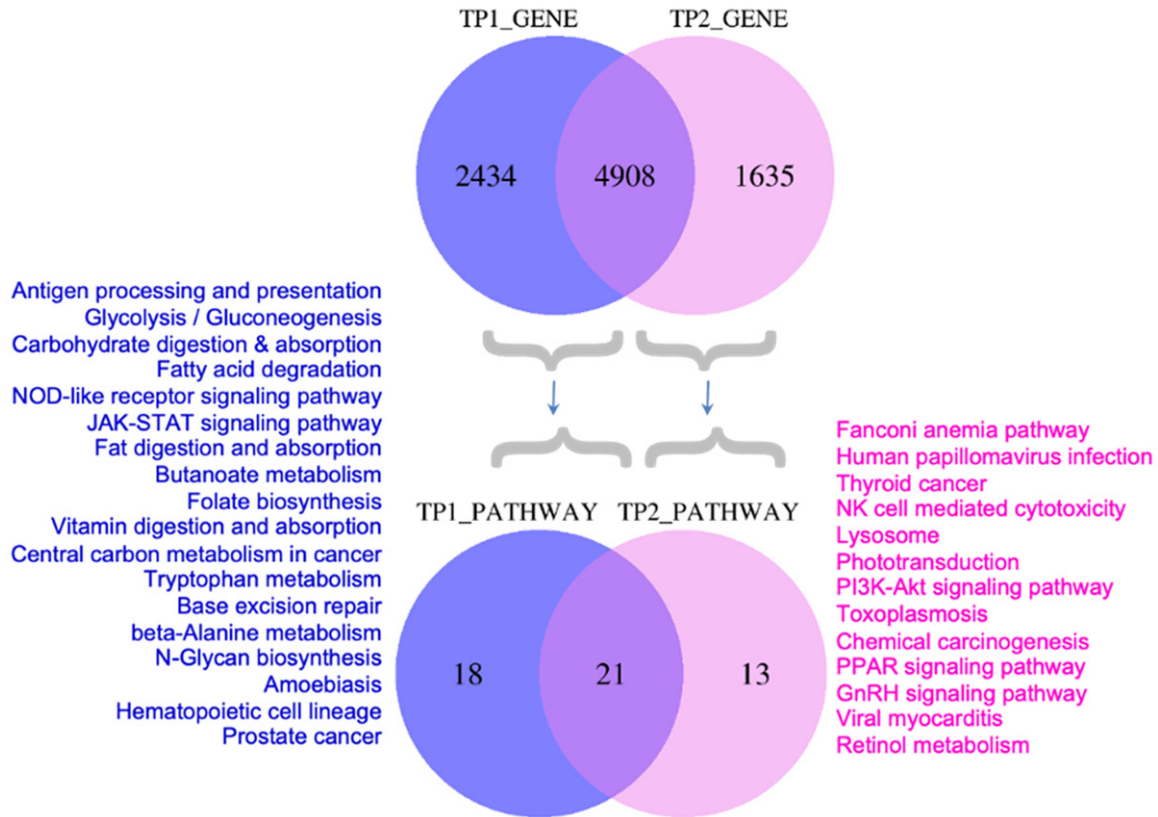 TP1_GENE
TP2_GENE
2434
4908
1635
Antigen processing and presentation
Glycolysis / Gluconeogenesis
Carbohydrate digestion & absorption
Fatty acid degradation
NOD-like receptor signaling pathway
JAK-STAT signaling pathway
Fat digestion and absorption
Butanoate metabolism
Folate biosynthesis
Vitamin digestion and absorption
Central carbon metabolism in cancer
Tryptophan metabolism
Base excision repair
beta-Alanine metabolism
N-Glycan biosynthesis
Amoebiasis
Hematopoietic cell lineage
Prostate cancer
TP1_PATHWAY
TP2_PATHWAY
18
21
13
Fanconi anemia pathway
Human papillomavirus infection
Thyroid cancer
NK cell mediated cytotoxicity
Lysosome
Phototransduction
PI3K-Akt signaling pathway
Toxoplasmosis
Chemical carcinogenesis
PPAR signaling pathway
GnRH signaling pathway
Viral myocarditis
Retinol metabolism